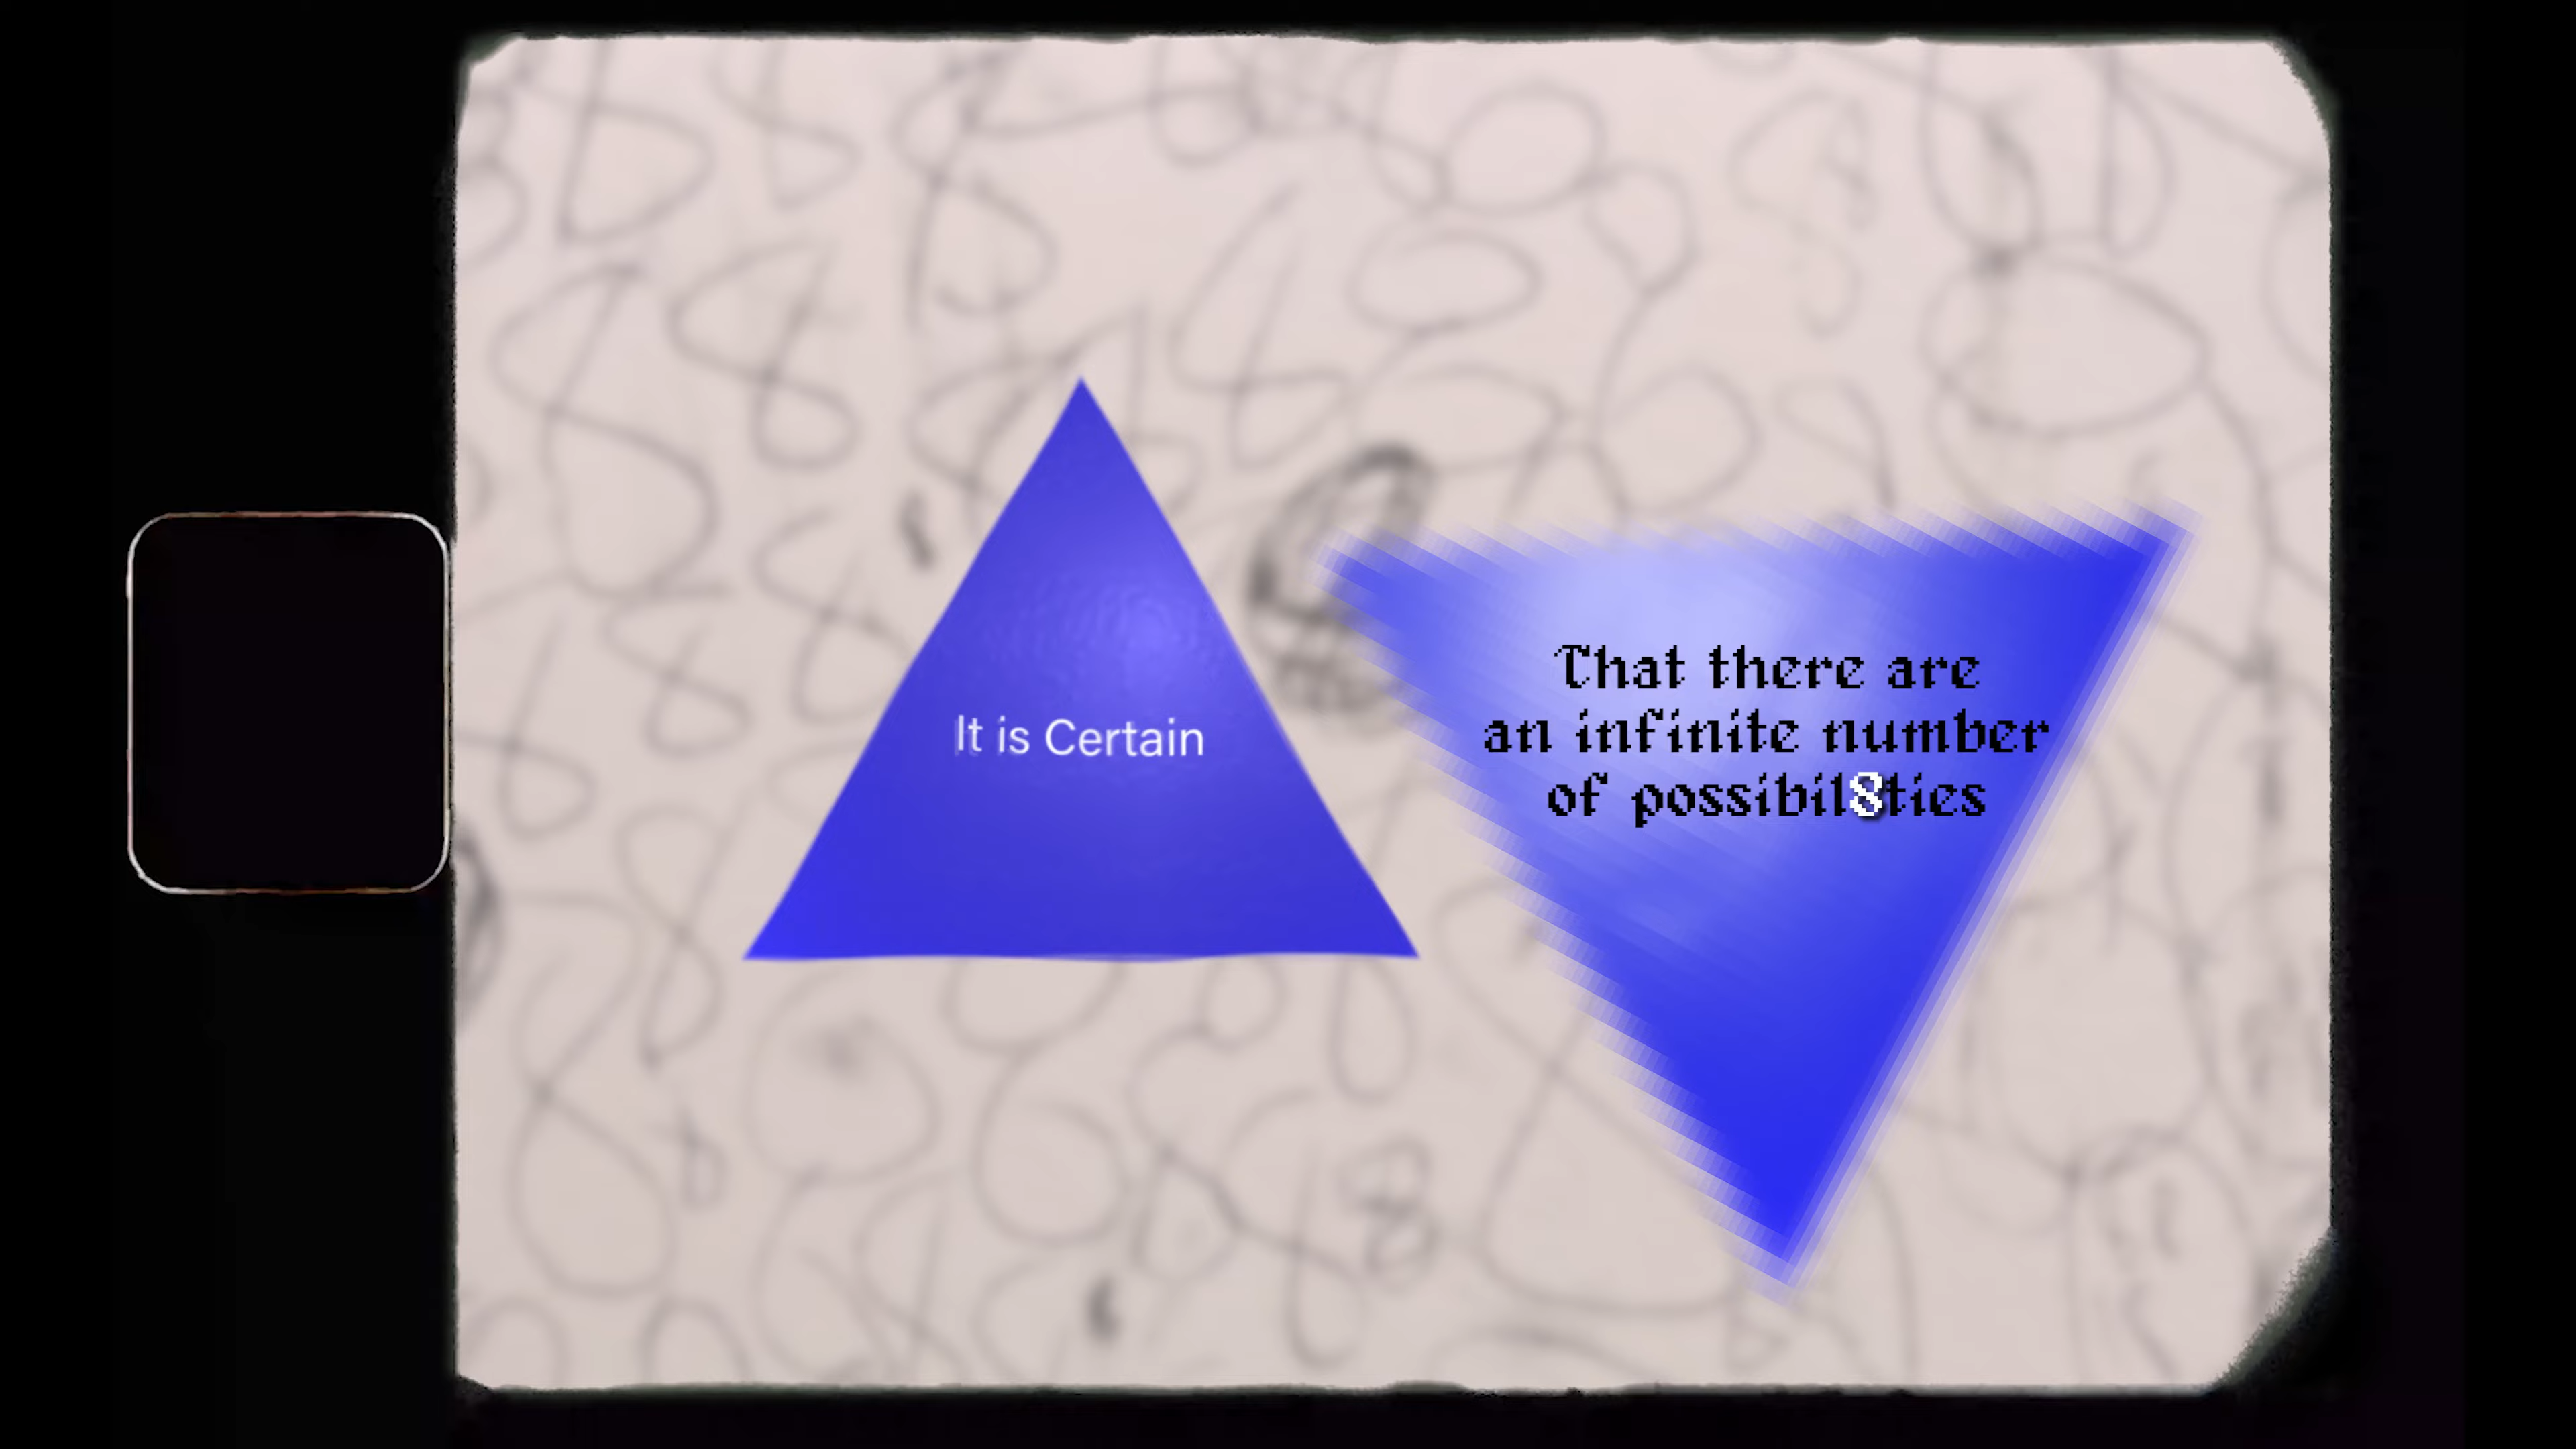 It is Certain
That there are
an infinite number
of possibil8ties